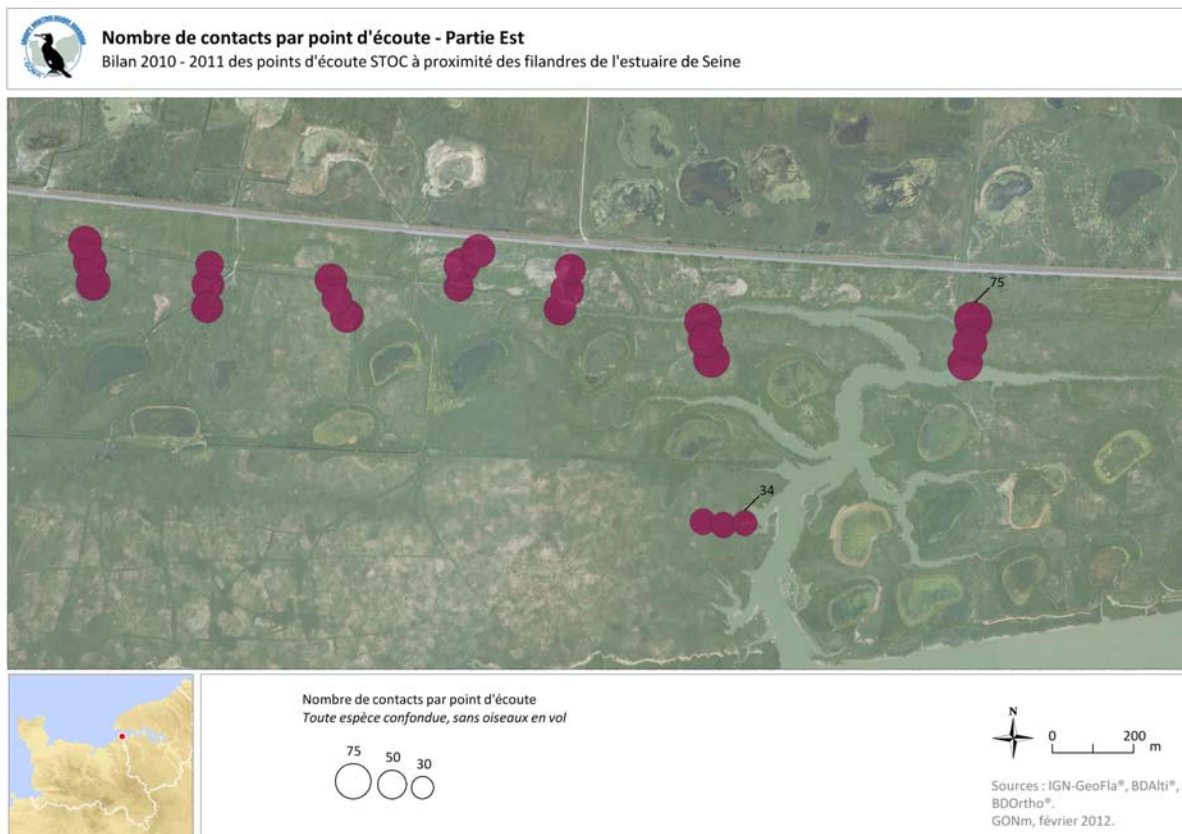 Nombre de contacts par point d'écoute - Partie Est
Bilan 2010 - 2011 des points d'écoute STOC à proximité des filandres de l'estuaire de Seine
75
34
Nombre de contacts par point d'écoute
Toute espèce confondue, sans oiseaux en vol
75 50 30
N
0 200
m
Sources : IGN-GeoFla®, BDAlti®,
BDOrtho®.
GONm, février 2012.